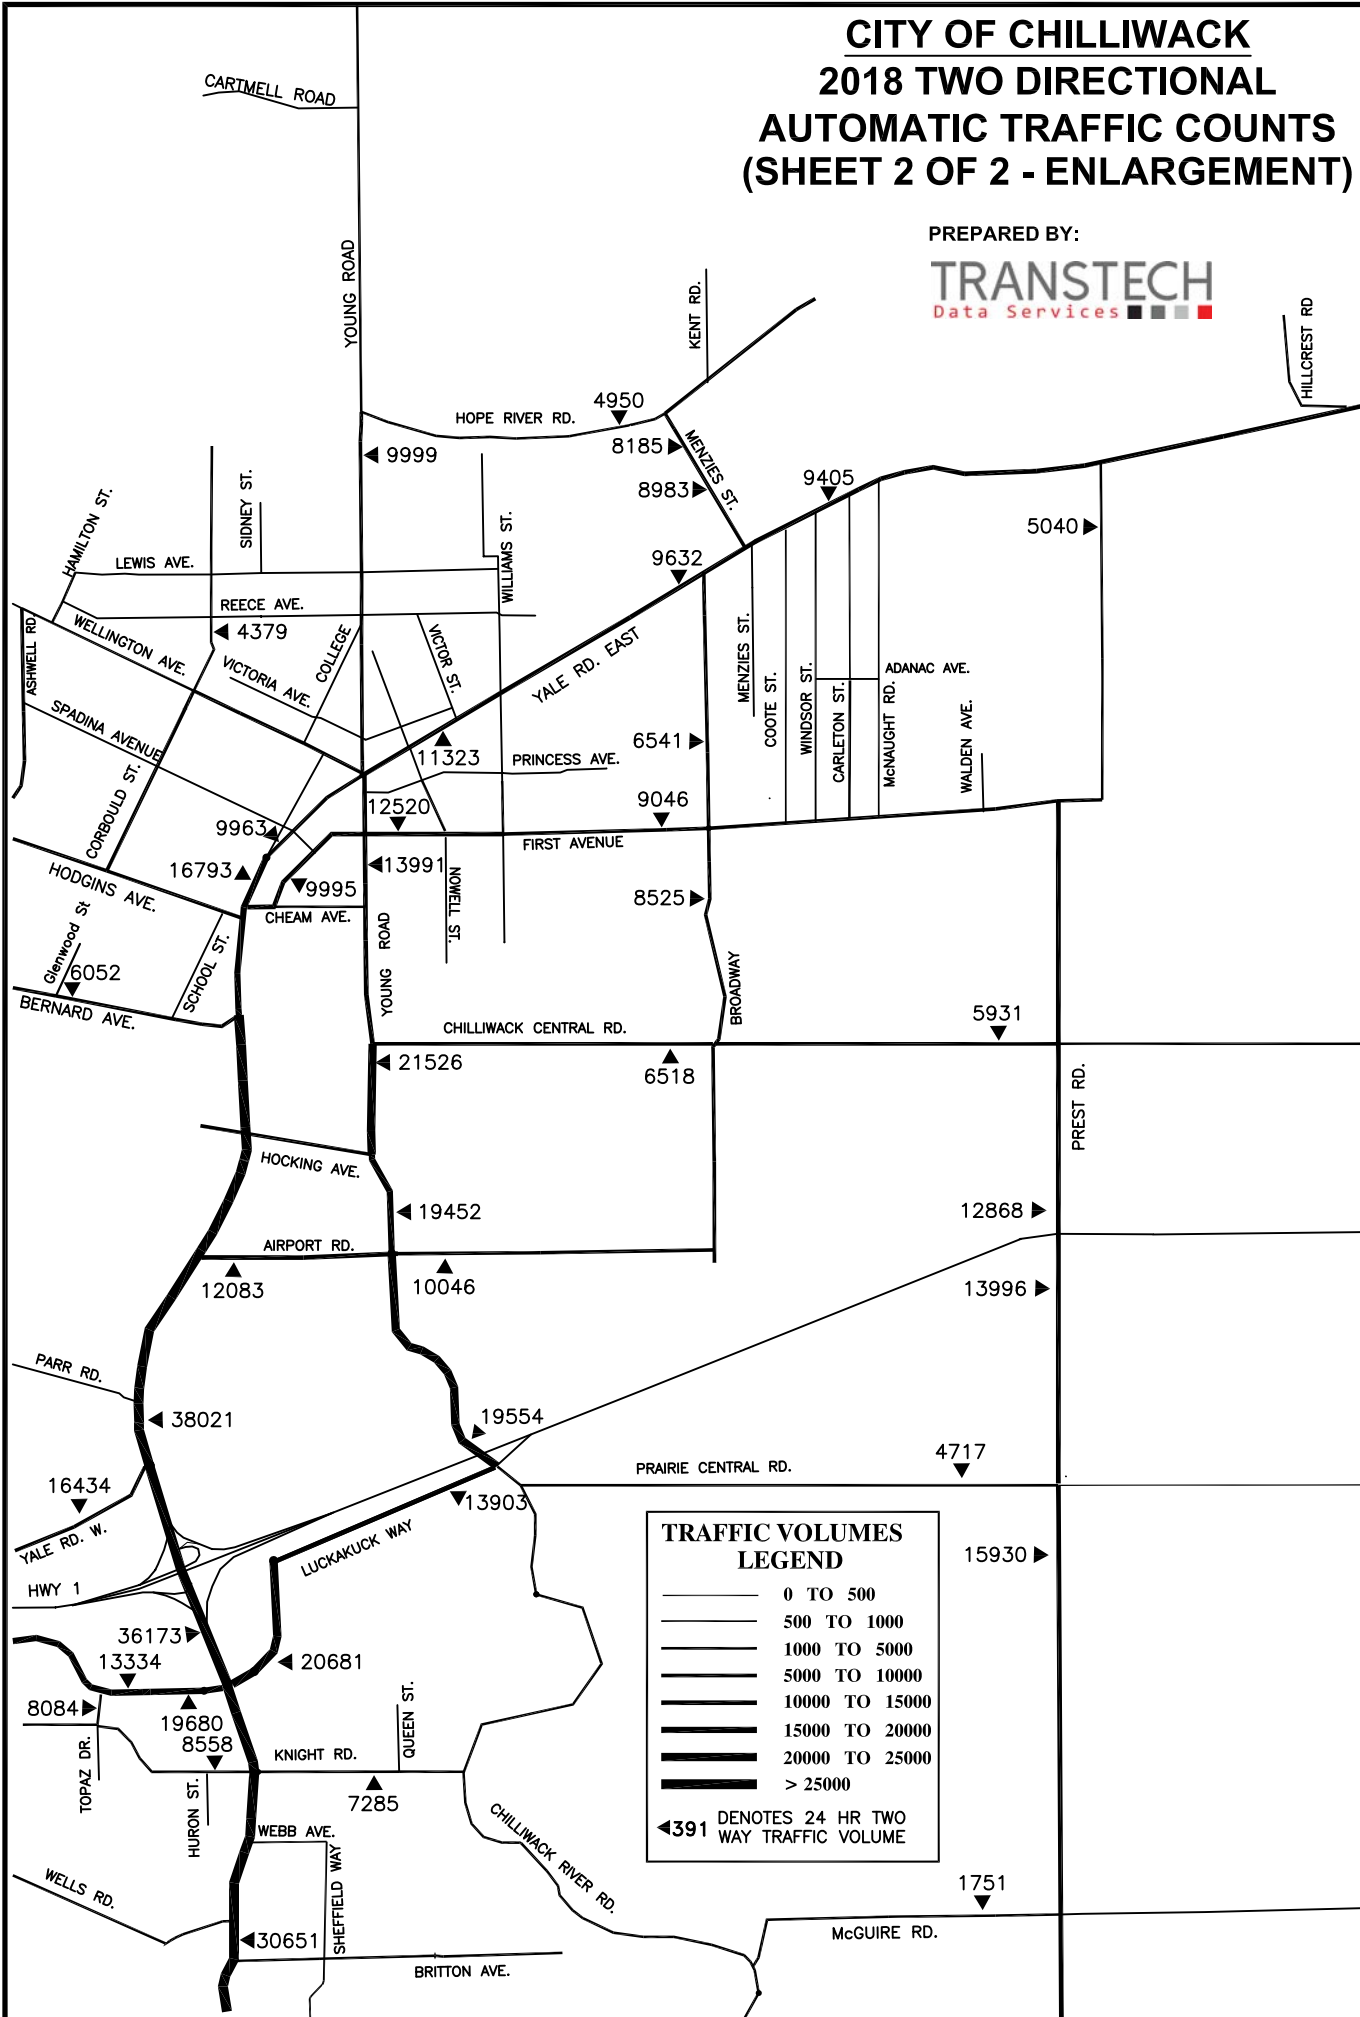 CITY OF CHILLIWACK
2018 TWO DIRECTIONAL
AUTOMATIC TRAFFIC COUNTS
(SHEET 2 OF 2 - ENLARGEMENT)
PREPARED BY:
TRANSTECH
Data Services
CARTMELL ROAD
YOUNG ROAD
KENT RD.
HILLCREST RD
HOPE RIVER RD.
4950
8185
9999
MENZIES ST.
8983
9405
5040
HAMILTON ST.
SIDNEY ST.
WILLIAMS ST.
LEWIS AVE.
9632
REECE AVE.
4379
ASHWELL RD.
WELLINGTON AVE.
VICTORIA AVE.
COLLEGE
VICTOR ST.
YALE RD. EAST
MENZIES ST.
COOTE ST.
WINDSOR ST.
CARLETON ST.
McNAUGHT RD.
ADANAC AVE.
WALDEN AVE.
SPADINA AVENUE
CORBOULD ST.
11323
6541
PRINCESS AVE.
12520
9046
9963
FIRST AVENUE
16793
13991
9995
HODGINS AVE.
NOWELL ST.
8525
CHEAM AVE.
Glenwood St
SCHOOL ST.
YOUNG ROAD
6052
BERNARD AVE.
BROADWAY
CHILLIWACK CENTRAL RD.
5931
21526
6518
PREST RD.
HOCKING AVE.
19452
12868
AIRPORT RD.
12083
10046
13996
PARR RD.
38021
19554
16434
PRAIRIE CENTRAL RD.
4717
13903
YALE RD. W.
LUCKAKUCK WAY
HWY 1
15930
36173
13334
20681
8084
19680
8558
TOPAZ DR.
HURON ST.
KNIGHT RD.
QUEEN ST.
7285
WEBB AVE.
SHEFFIELD WAY
CHILLIWACK RIVER RD.
WELLS RD.
30651
BRITTON AVE.
1751
McGUIRE RD.
TRAFFIC VOLUMES
LEGEND
0 TO 500
500 TO 1000
1000 TO 5000
5000 TO 10000
10000 TO 15000
15000 TO 20000
20000 TO 25000
> 25000
391 DENOTES 24 HR TWO
WAY TRAFFIC VOLUME